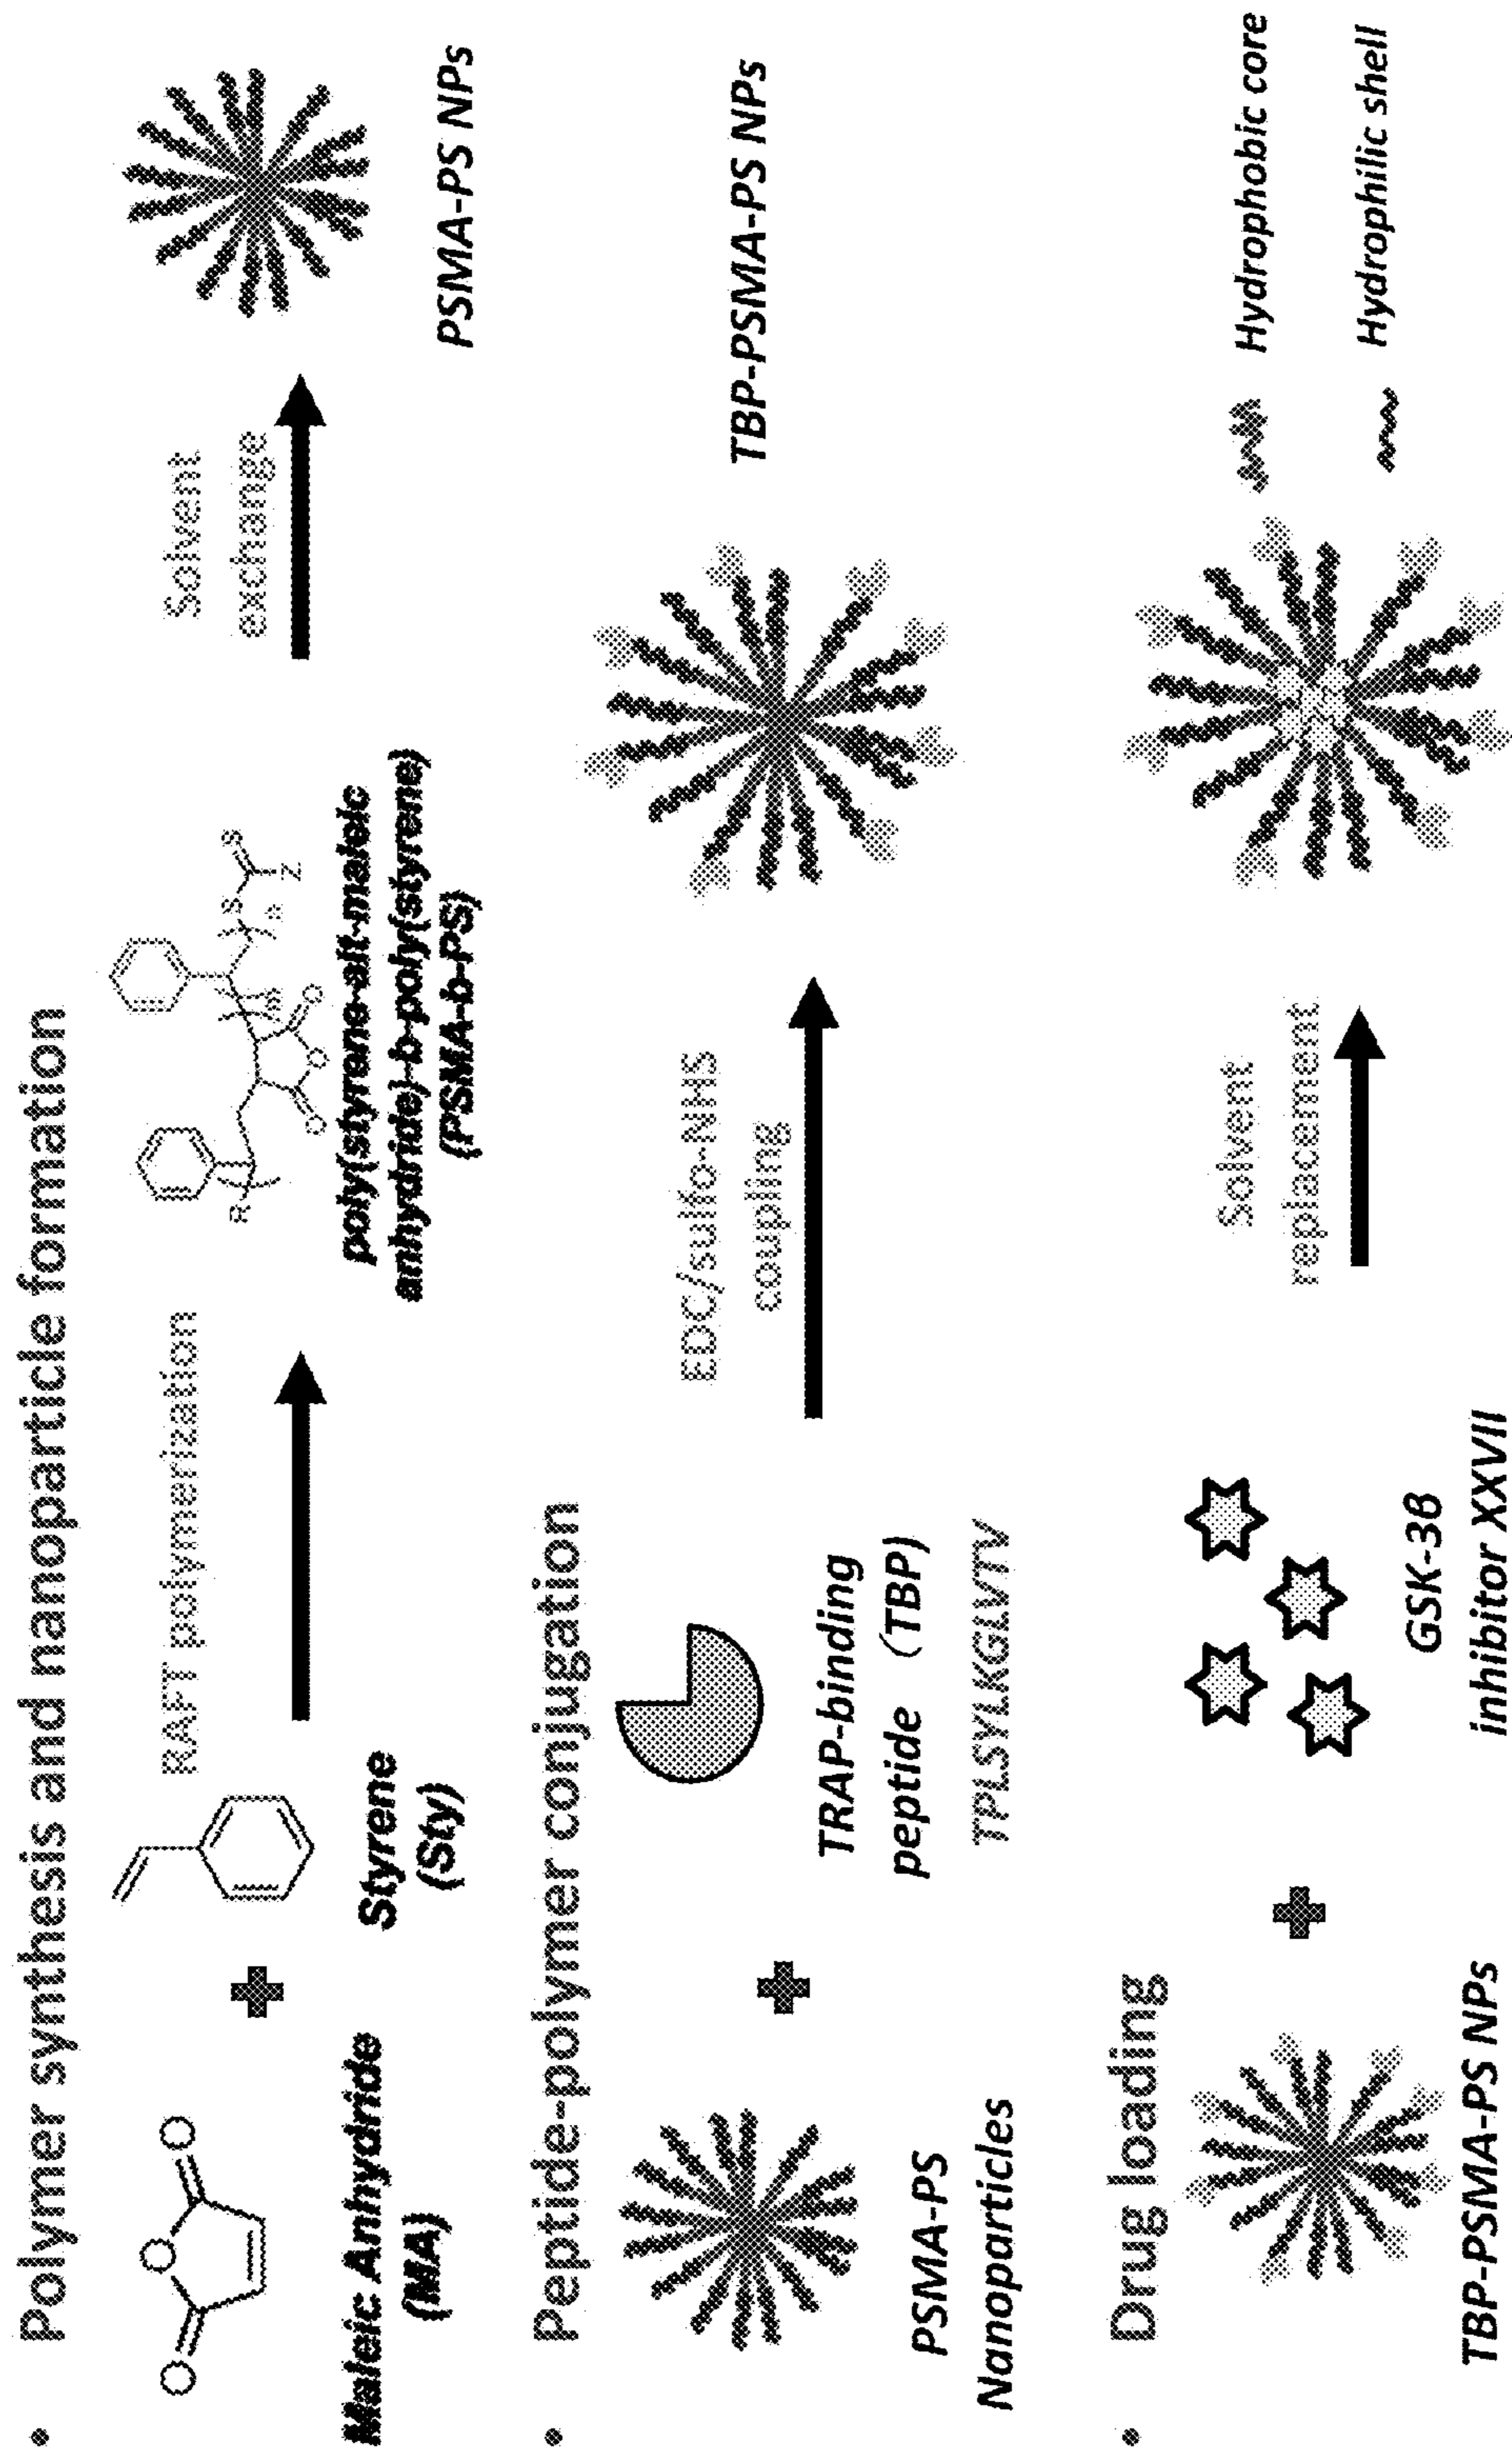 • Polymer synthesis and nanoparticle formation
O
O
O
Maleic Anhydride
(MA)
Styrene
(Sty)
RAFT polymerization
R
O
O
O
m
n
S
S
Z
poly(styrene-alt-maleic
anhydride)-b-poly(styrene)
(PSMA-b-PS)
Solvent
exchange
PSMA-PS NPs
• Peptide-polymer conjugation
PSMA-PS
Nanoparticles
TRAP-binding
peptide (TBP)
TPLSYLKGLVTV
EDC/sulfo-NHS
coupling
TBP-PSMA-PS NPs
• Drug loading
TBP-PSMA-PS NPs
GSK-3β
inhibitor XXVII
Solvent
replacement
Hydrophobic core
Hydrophilic shell